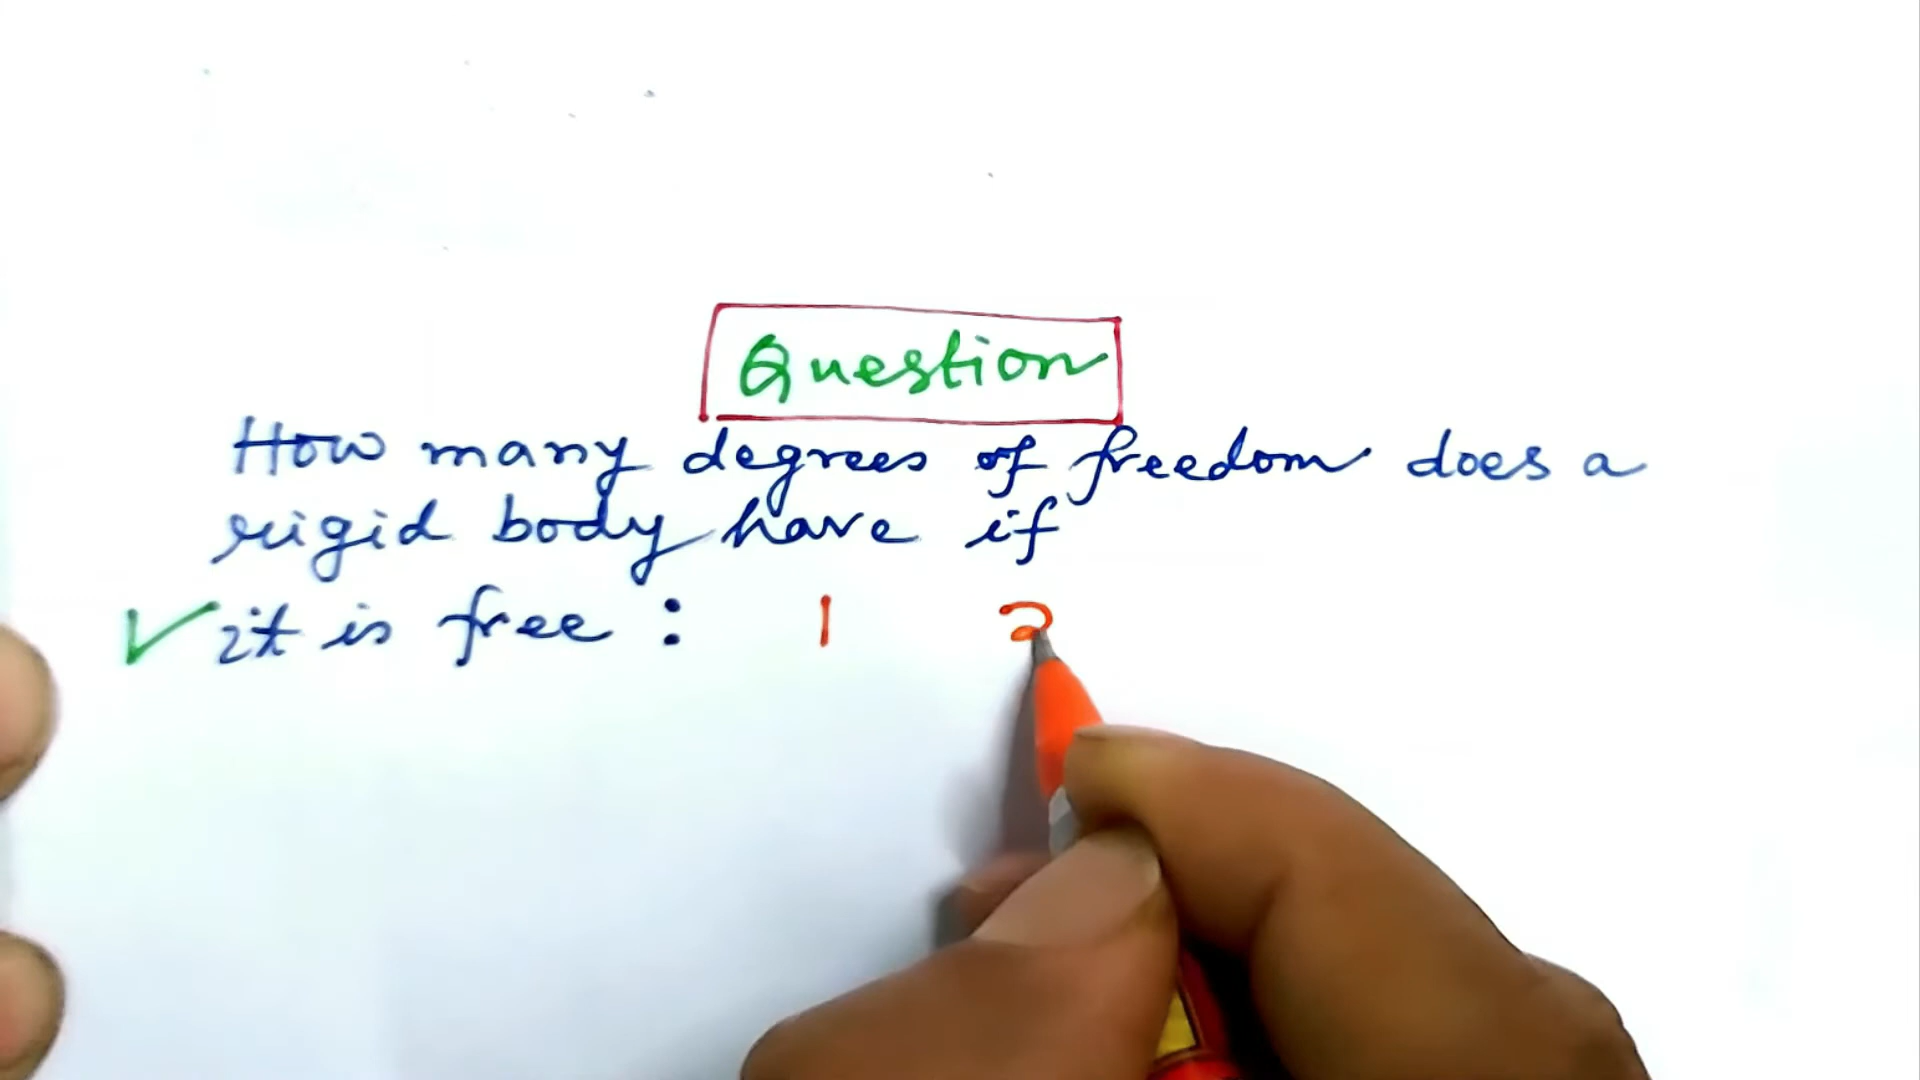 Question
How many degrees of freedom does a
rigid body have if
✓ it is free : 1 2